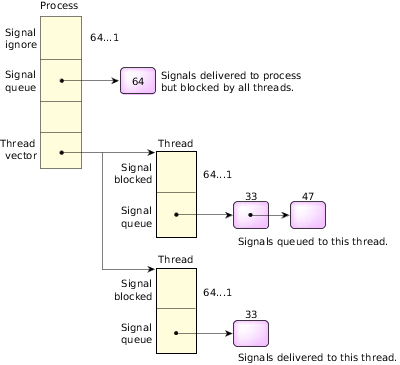 Process
Signal
ignore
64...1
Signal
queue
64
Signals delivered to process
but blocked by all threads.
Thread
vector
Thread
Signal
blocked
64...1
Signal
queue
33
47
Signals queued to this thread.
Thread
Signal
blocked
64...1
Signal
queue
33
Signals delivered to this thread.